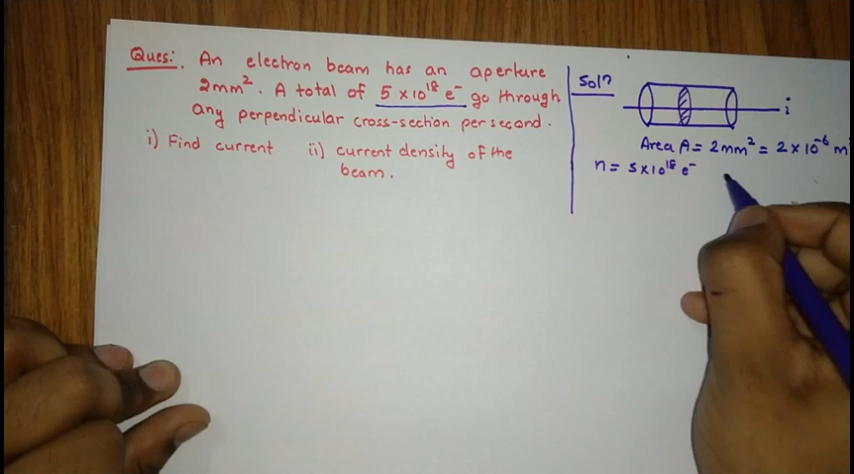 Ques:. An electron beam has an aperture
2mm². A total of 5 × 10¹⁸ e⁻ go through
any perpendicular cross-section per second.
i) Find current ii) current density of the
beam.
Solⁿ
i
Area A = 2mm² = 2 × 10⁻⁶ m
n = 5 × 10¹⁸ e⁻